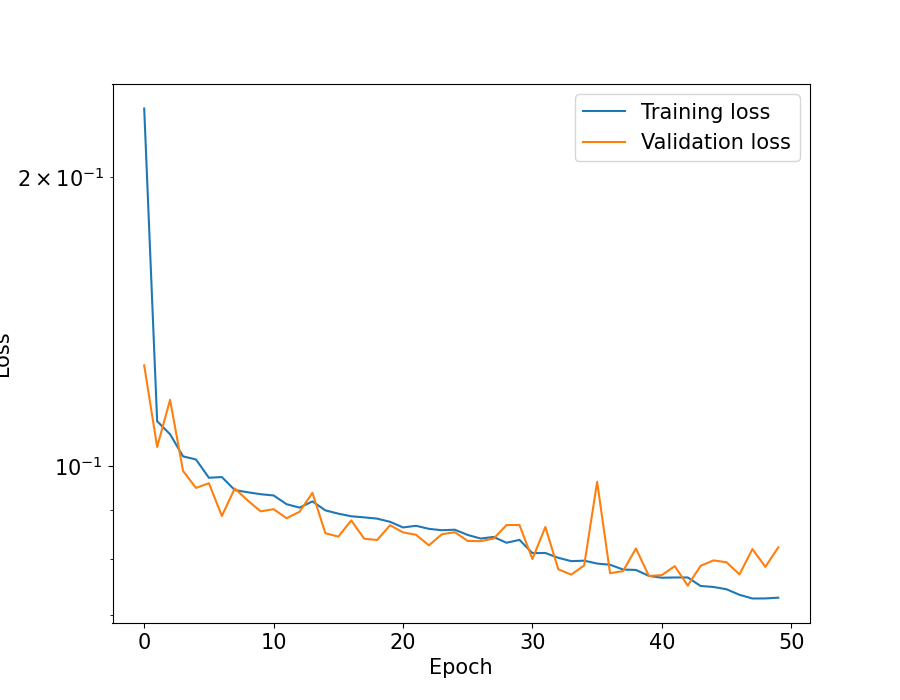 Training loss
Validation loss
2 × 10⁻¹
10⁻¹
Loss
0 10 20 30 40 50
Epoch